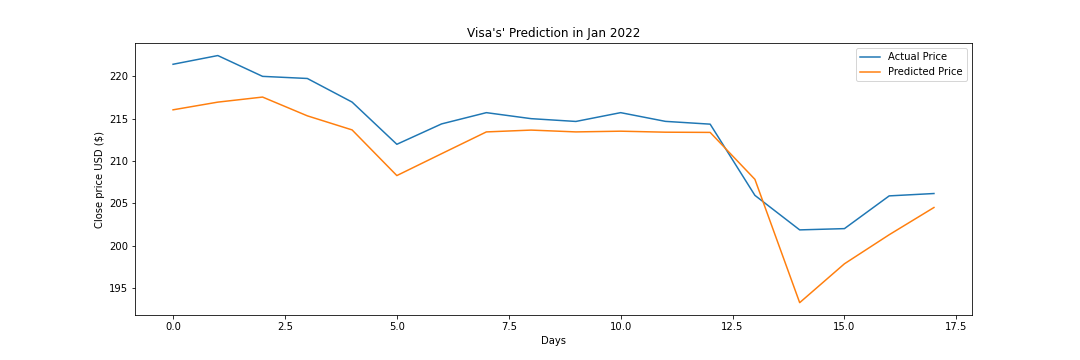 Visa's' Prediction in Jan 2022
Actual Price
Predicted Price
Close price USD ($)
220
215
210
205
200
195
0.0 2.5 5.0 7.5 10.0 12.5 15.0 17.5
Days